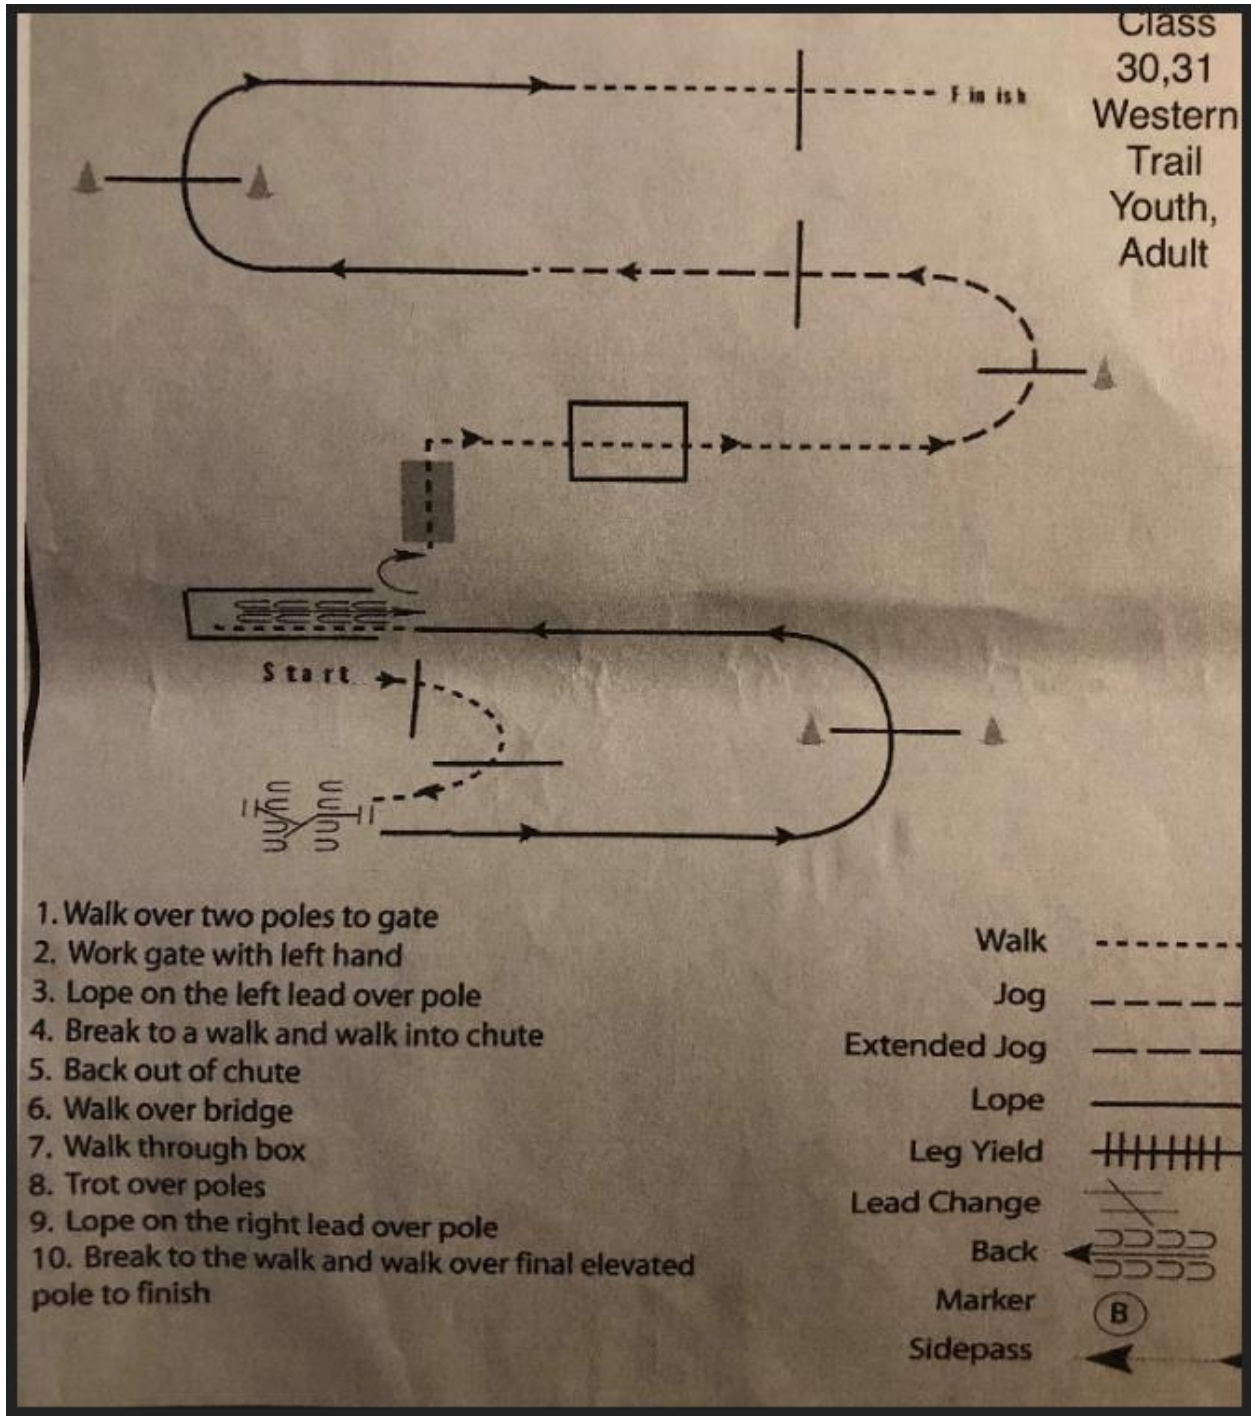 Class
30,31
Western
Trail
Youth,
Adult
Finish
Start
1. Walk over two poles to gate
2. Work gate with left hand
3. Lope on the left lead over pole
4. Break to a walk and walk into chute
5. Back out of chute
6. Walk over bridge
7. Walk through box
8. Trot over poles
9. Lope on the right lead over pole
10. Break to the walk and walk over final elevated
pole to finish
Walk
Jog
Extended Jog
Lope
Leg Yield
Lead Change
Back
Marker B
Sidepass